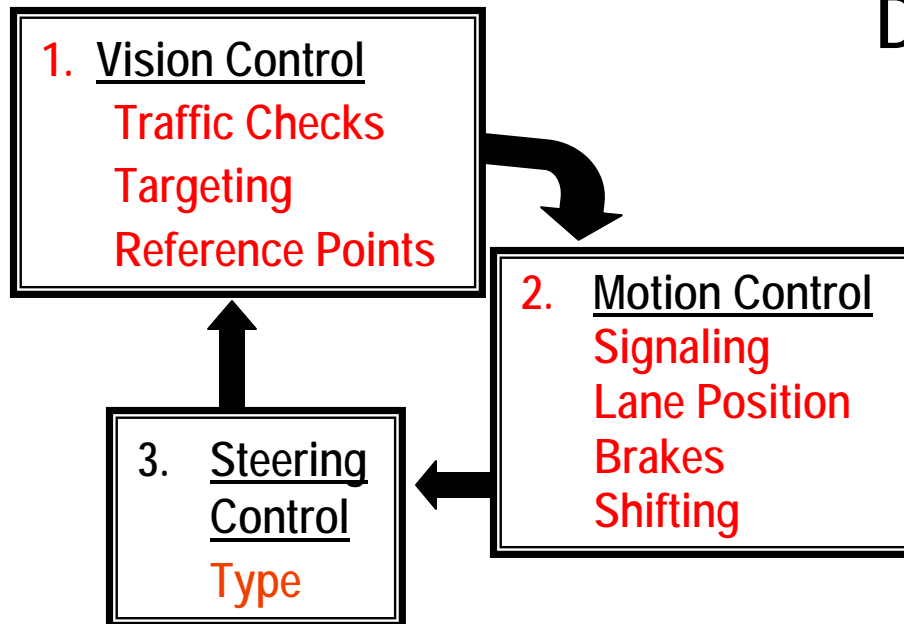 D
1. Vision Control
Traffic Checks
Targeting
Reference Points
2. Motion Control
Signaling
Lane Position
Brakes
Shifting
3. Steering
Control
Type